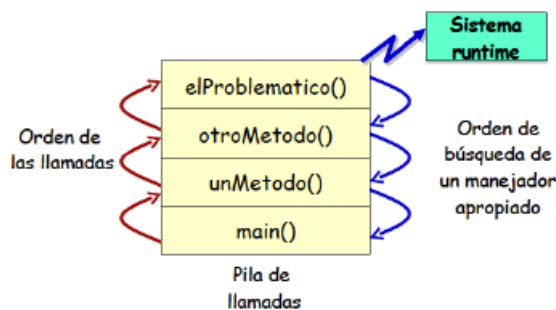 Sistema
runtime
elProblematico()
otroMetodo()
unMetodo()
main()
Orden de
las llamadas
Orden de
búsqueda de
un manejador
apropiado
Pila de
llamadas